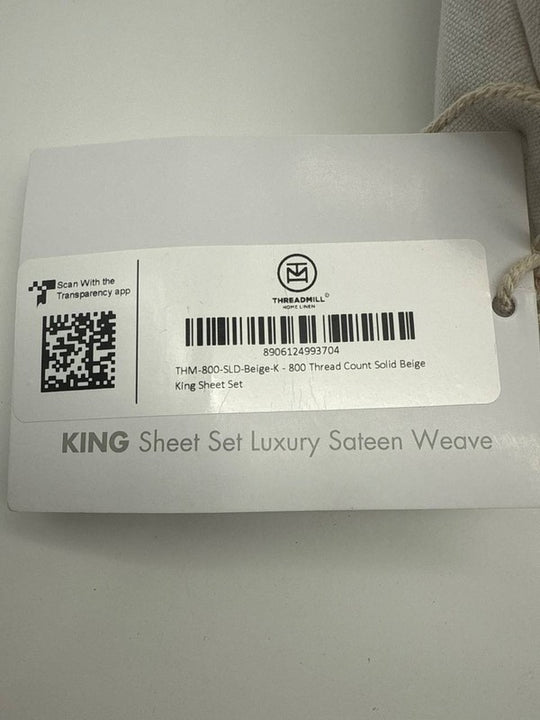 Scan With the
Transparency app
THREADMILL©
HOME LINEN
8906124993704
THM-800-SLD-Beige-K - 800 Thread Count Solid Beige
King Sheet Set
KING Sheet Set Luxury Sateen Weave